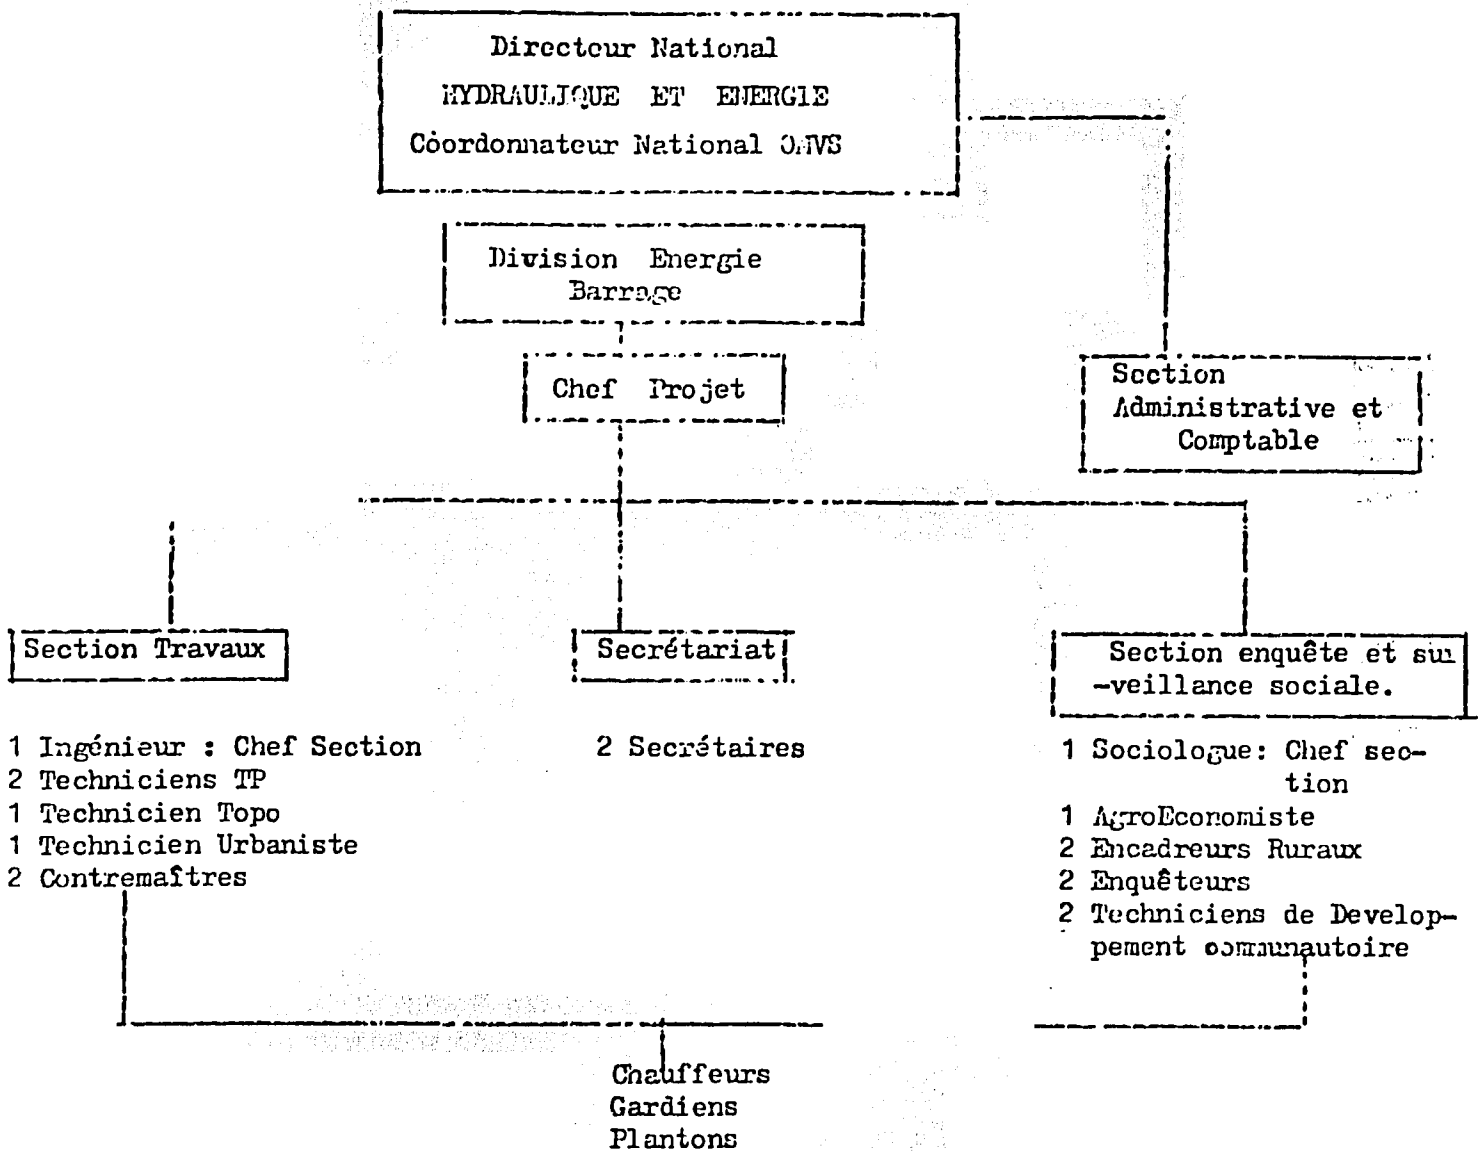 Directeur National
HYDRAULIQUE ET ENERGIE
Coordonnateur National OMVS
Division Energie
Barrage
Chef Projet
Section
Administrative et
Comptable
Section Travaux
Secrétariat
Section enquête et sur
-veillance sociale.
1 Ingénieur : Chef Section
2 Techniciens TP
1 Technicien Topo
1 Technicien Urbaniste
2 Contremaîtres
2 Secrétaires
1 Sociologue: Chef sec-
tion
1 AgroEconomiste
2 Encadreurs Ruraux
2 Enquêteurs
2 Techniciens de Develop-
pement communautoire
Chauffeurs
Gardiens
Plantons